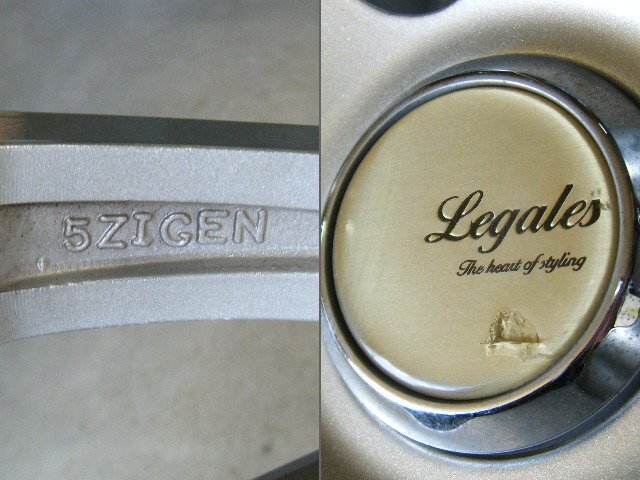 5ZIGEN
Legales
The heart of styling